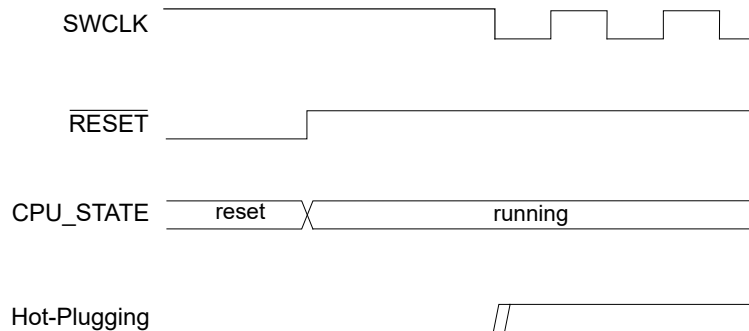 SWCLK
RESET
CPU_STATE reset running
Hot-Plugging